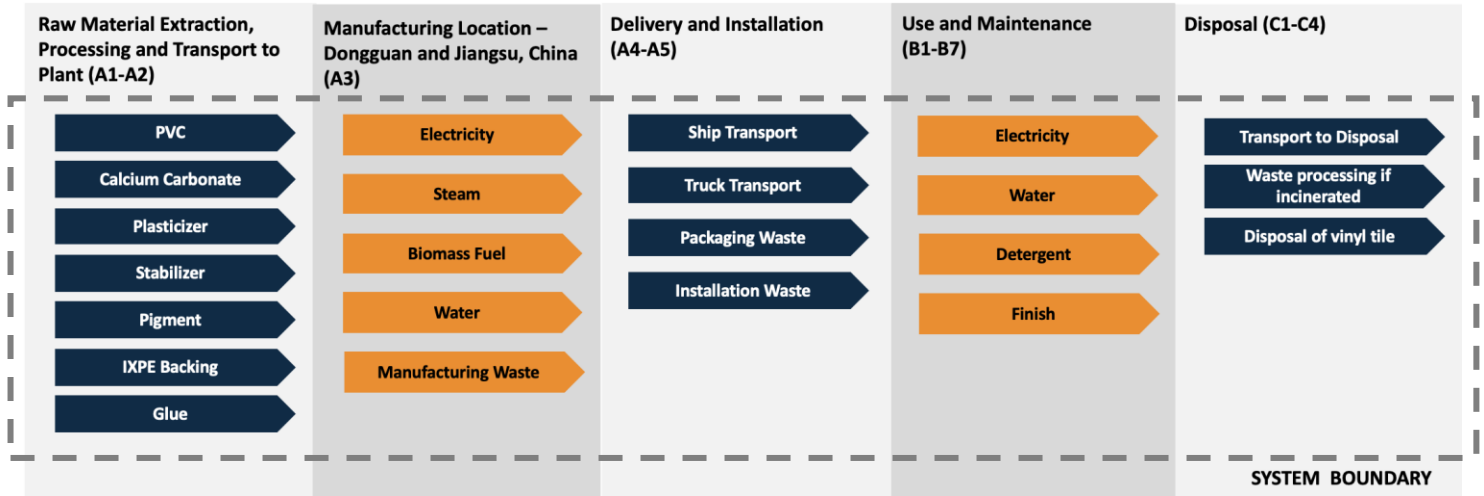 Raw Material Extraction,
Processing and Transport to
Plant (A1-A2)
PVC
Calcium Carbonate
Plasticizer
Stabilizer
Pigment
IXPE Backing
Glue
Manufacturing Location –
Dongguan and Jiangsu, China
(A3)
Electricity
Steam
Biomass Fuel
Water
Manufacturing Waste
Delivery and Installation
(A4-A5)
Ship Transport
Truck Transport
Packaging Waste
Installation Waste
Use and Maintenance
(B1-B7)
Electricity
Water
Detergent
Finish
Disposal (C1-C4)
Transport to Disposal
Waste processing if
incinerated
Disposal of vinyl tile
SYSTEM BOUNDARY